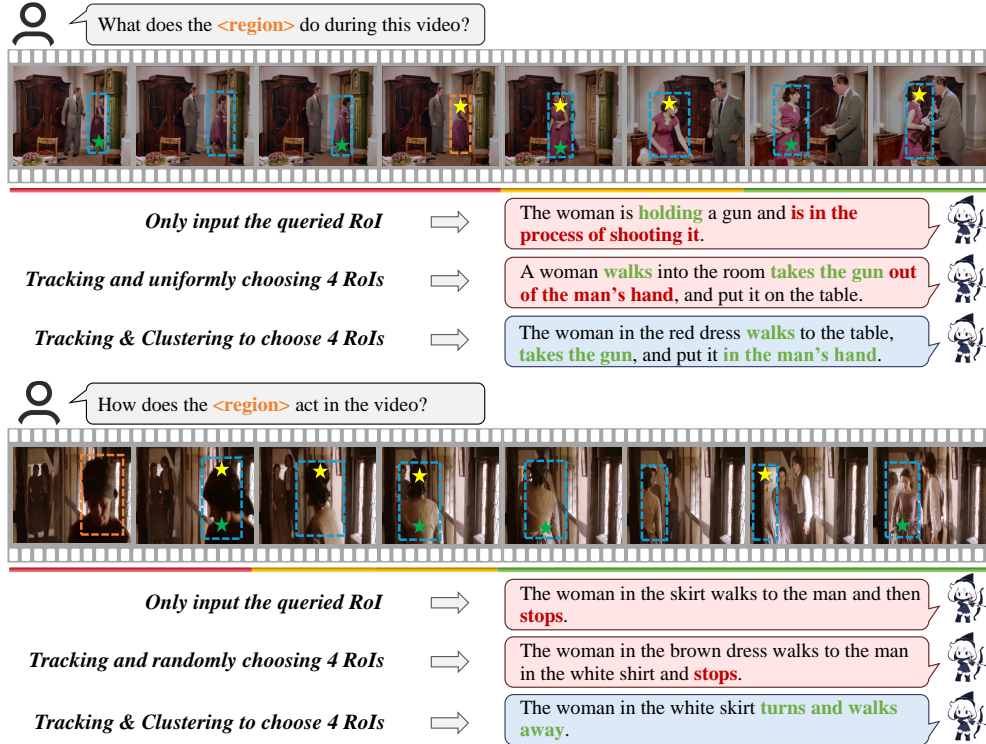 What does the <region> do during this video?
Only input the queried RoI
The woman is holding a gun and is in the
process of shooting it.
Tracking and uniformly choosing 4 RoIs
A woman walks into the room takes the gun out
of the man's hand, and put it on the table.
Tracking & Clustering to choose 4 RoIs
The woman in the red dress walks to the table,
takes the gun, and put it in the man's hand.
How does the <region> act in the video?
Only input the queried RoI
The woman in the skirt walks to the man and then
stops.
Tracking and randomly choosing 4 RoIs
The woman in the brown dress walks to the man
in the white shirt and stops.
Tracking & Clustering to choose 4 RoIs
The woman in the white skirt turns and walks
away.